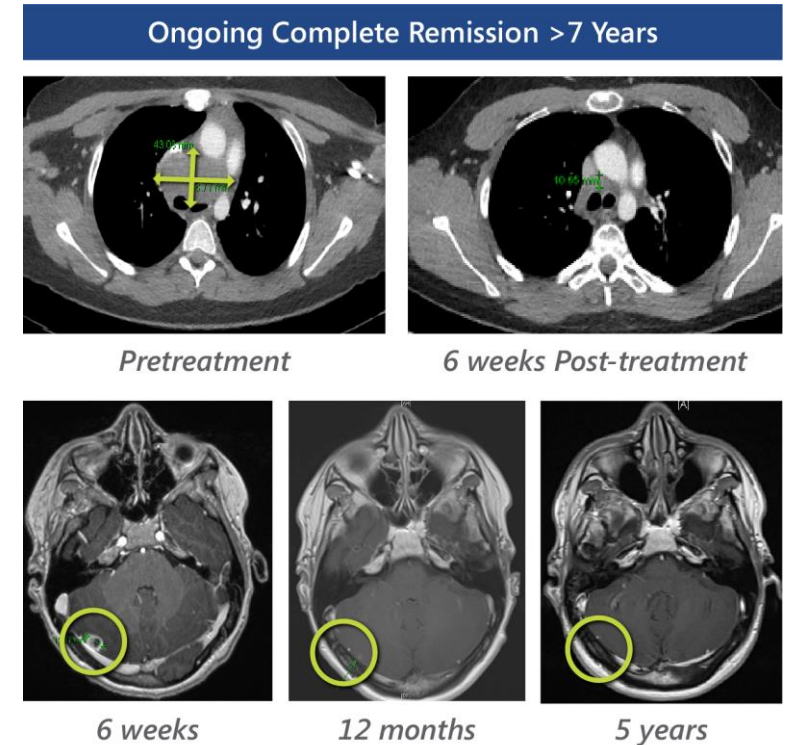 Ongoing Complete Remission >7 Years
Pretreatment
6 weeks Post-treatment
[A]
6 weeks
12 months
5 years